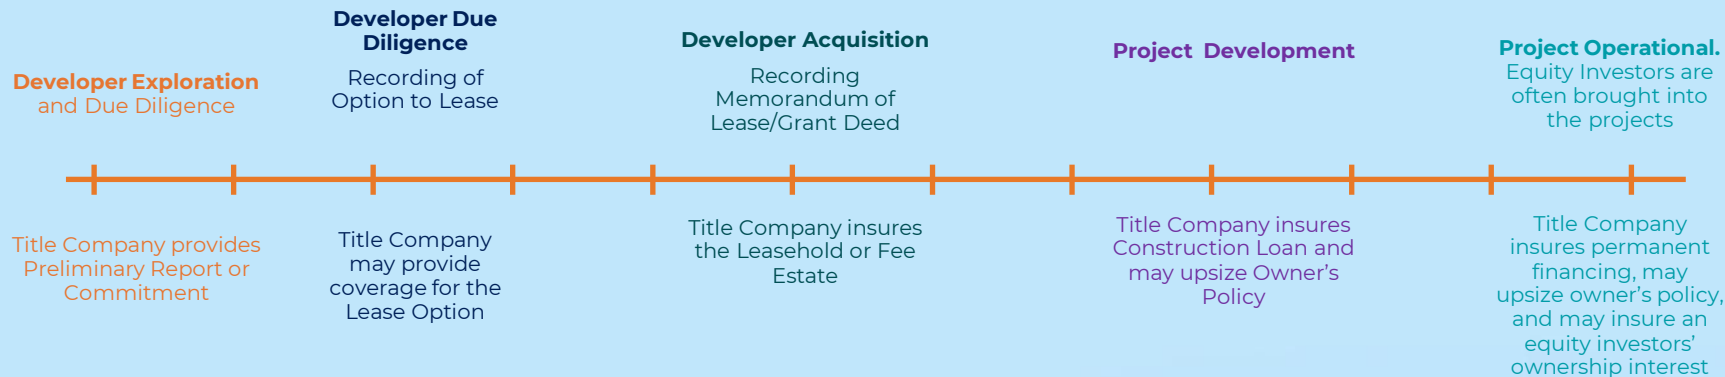 Developer Exploration
and Due Diligence
Developer Due
Diligence
Recording of
Option to Lease
Developer Acquisition
Recording
Memorandum of
Lease/Grant Deed
Project Development
Project Operational.
Equity Investors are
often brought into
the projects
Title Company provides
Preliminary Report or
Commitment
Title Company
may provide
coverage for the
Lease Option
Title Company insures
the Leasehold or Fee
Estate
Title Company insures
Construction Loan and
may upsize Owner’s
Policy
Title Company
insures permanent
financing, may
upsize owner’s policy,
and may insure an
equity investors’
ownership interest